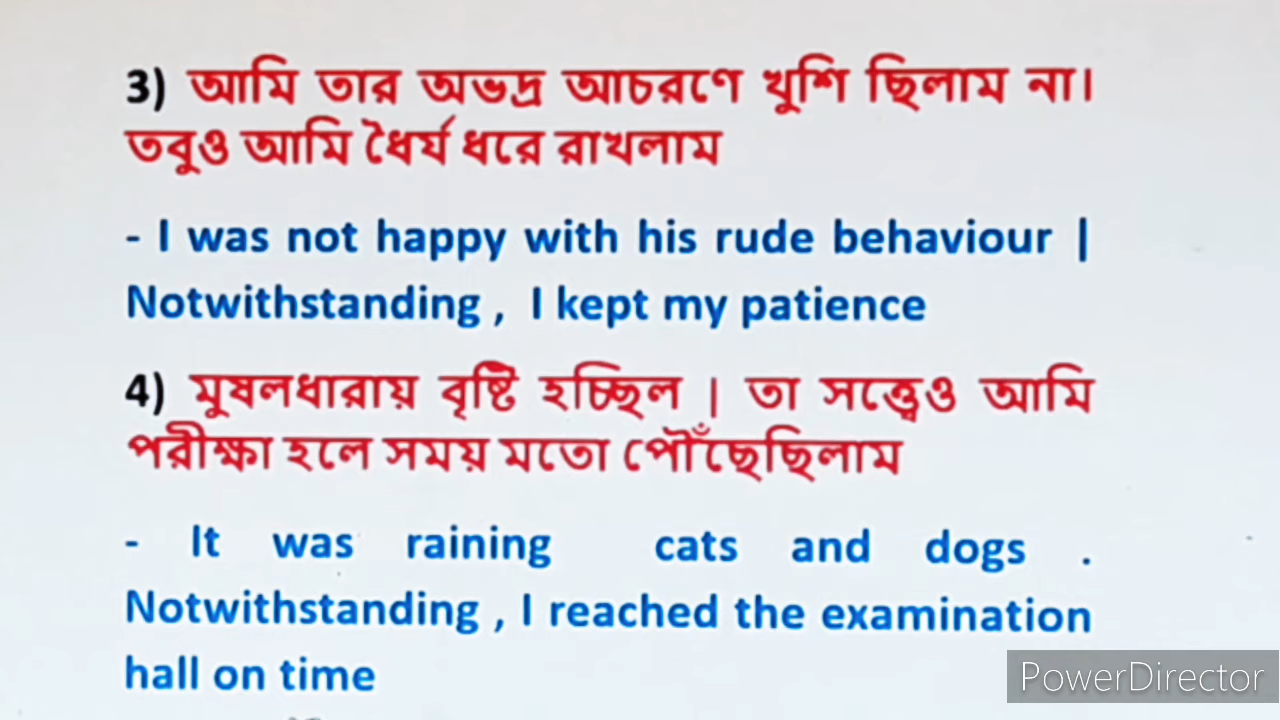 3) আমি তার অভদ্র আচরণে খুশি ছিলাম না।
তবুও আমি ধৈর্য ধরে রাখলাম
- I was not happy with his rude behaviour |
Notwithstanding , I kept my patience
4) মুষলধারায় বৃষ্টি হচ্ছিল | তা সত্ত্বেও আমি
পরীক্ষা হলে সময় মতো পৌঁছেছিলাম
- It was raining cats and dogs .
Notwithstanding , I reached the examination
hall on time
PowerDirector